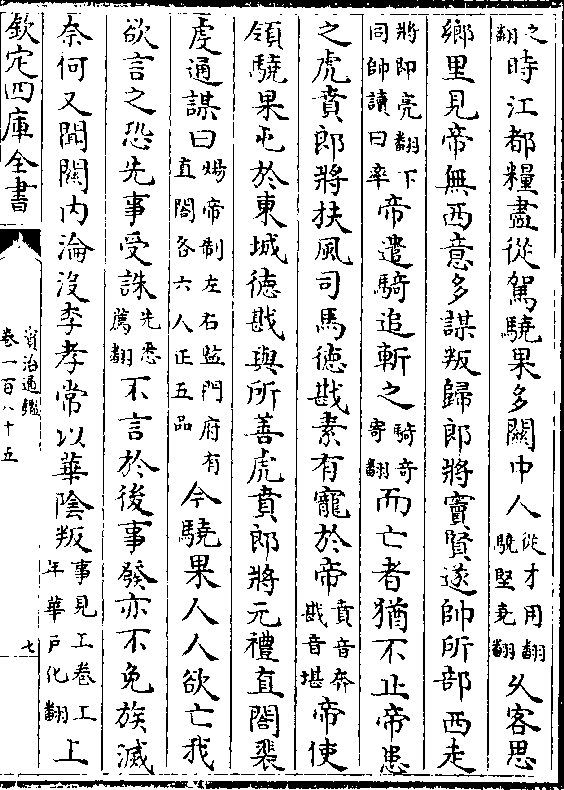 之翻時江都糧盡從駕驍果多關中人從才用翻驍堅堯翻久客思
鄉里見帝無西意多謀叛歸郎將竇賢遂帥所部西走
將即亮翻下同帥讀曰率帝遣騎追斬之騎奇寄翻而亡者猶不止帝患
之虎賁郎將扶風司馬德戡素有寵於帝賁音奔戡音堪帝使
領驍果屯於東城德戡與所善虎賁郎將元禮直閤裴
虔通謀曰煬帝制左右監門府有直閤各六人正五品今驍果人人欲亡我
欲言之恐先事受誅先悉薦翻不言於後事發亦不免族滅
奈何又聞關内淪没李孝常以華隂叛事見上卷上年華戶化翻上
欽定四庫全書
資治通鑑
卷一百八十五
七